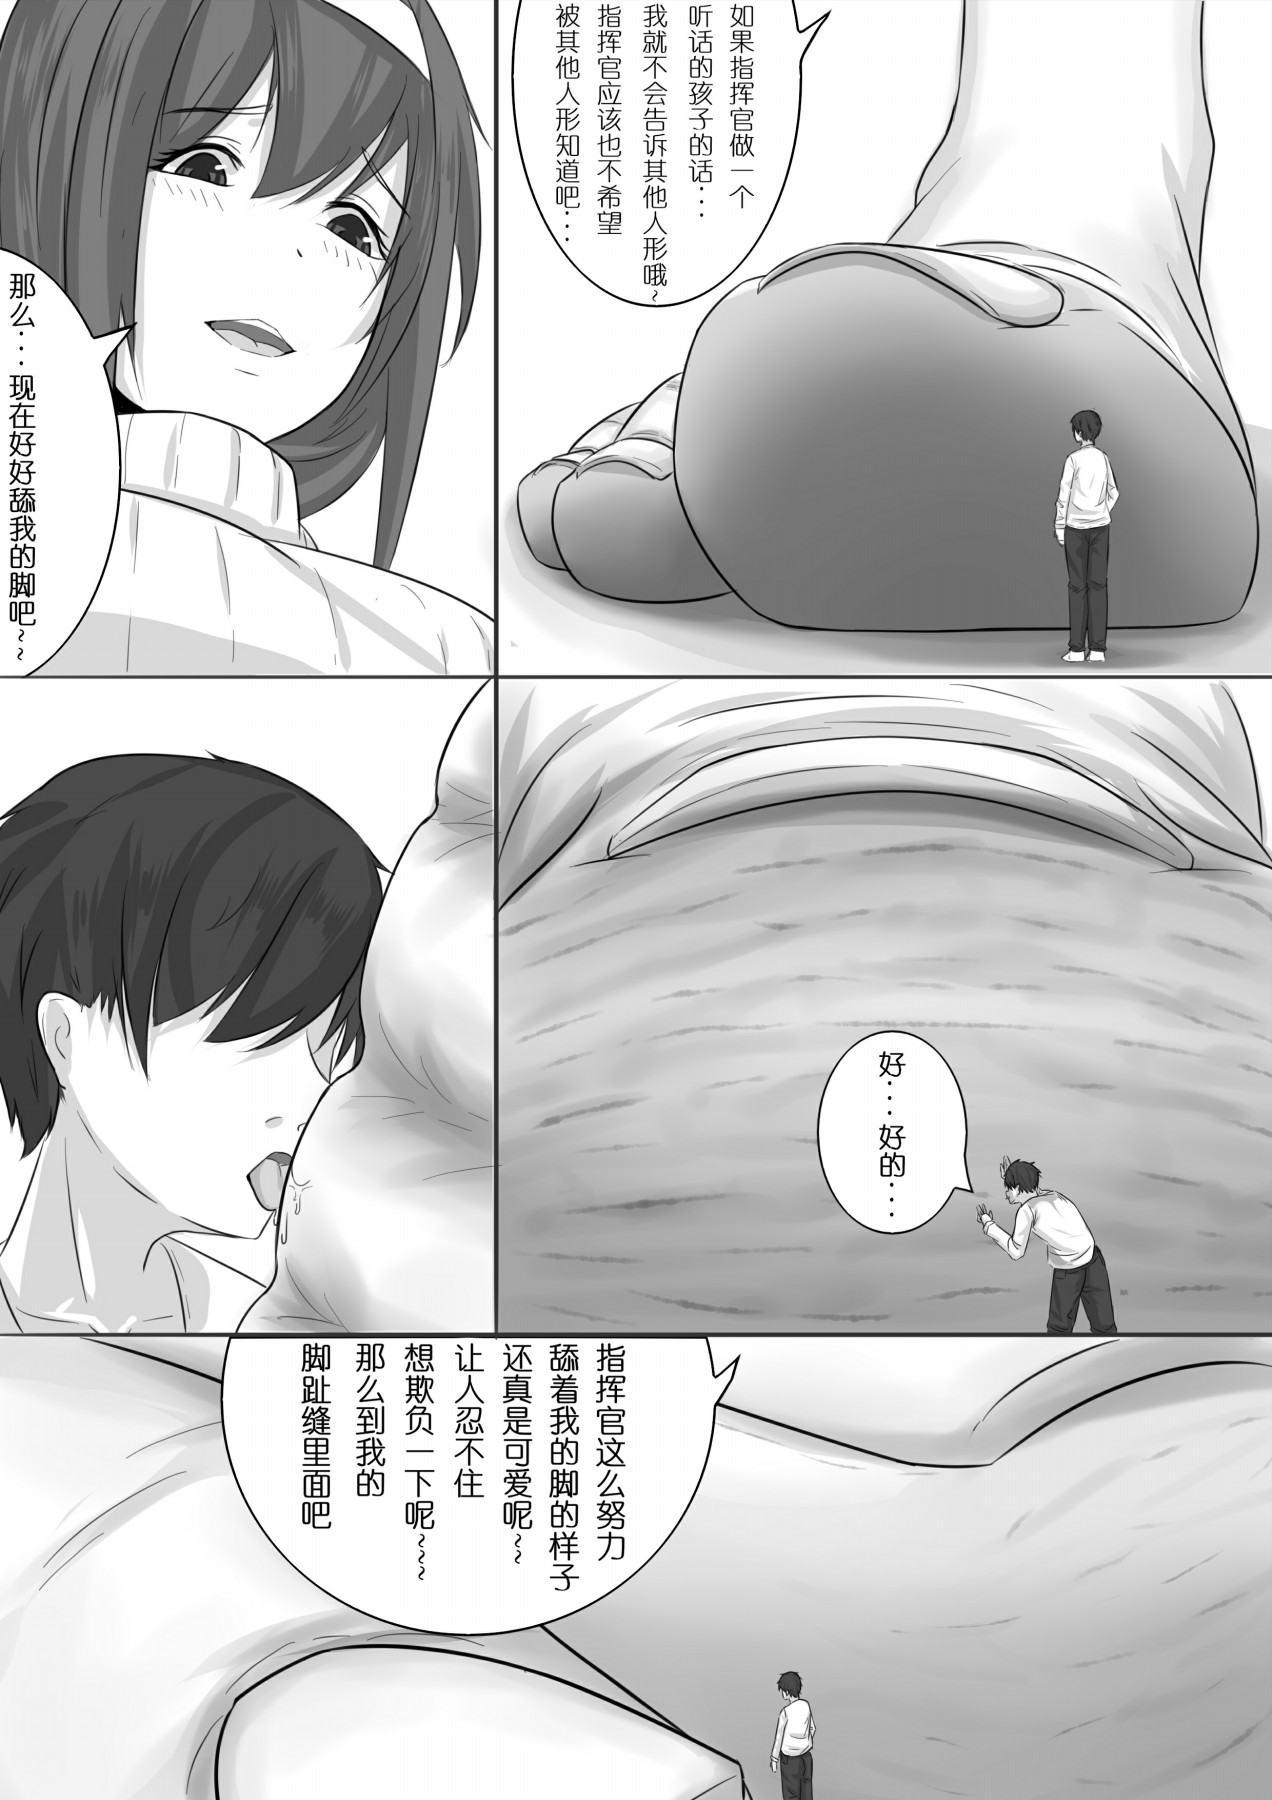 如果指挥官做一个
听话的孩子的话···
我就不会告诉其他人形哦~
指挥官应该也不希望
被其他人形知道吧···
那么···现在好好舔我的脚吧~~
好···好的···
指挥官这么努力
舔着我的脚的样子
还真是可爱呢~~
让人忍不住
想欺负一下呢~~~
那么到我的
脚趾缝里面吧